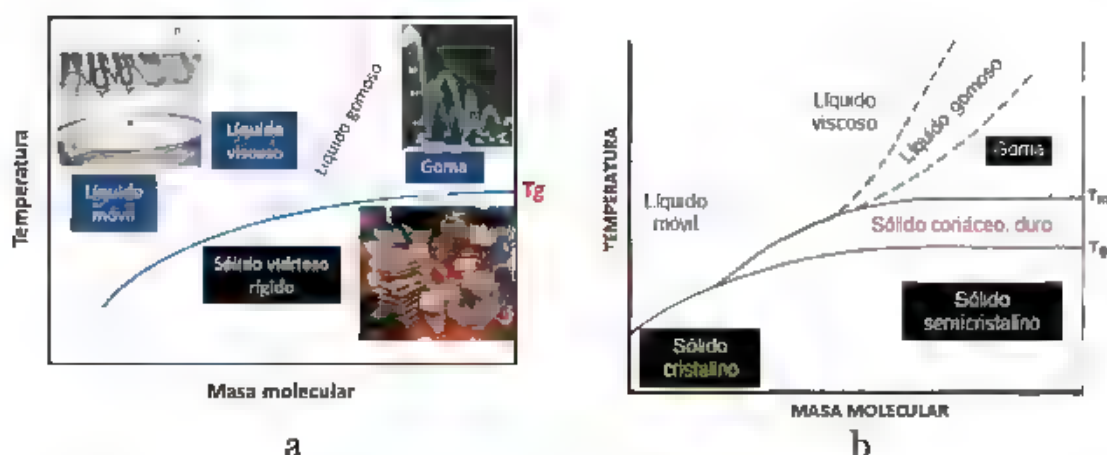 Temperatura
Líquido
móvil
Líquido
viscoso
Líquido gomoso
Goma
Tg
Sólido vidrioso
rígido
Masa molecular
a
TEMPERATURA
Líquido
móvil
Líquido
viscoso
Líquido gomoso
Goma
Tm
Sólido coriáceo, duro
Tg
Sólido
semicristalino
Sólido
cristalino
MASA MOLECULAR
b